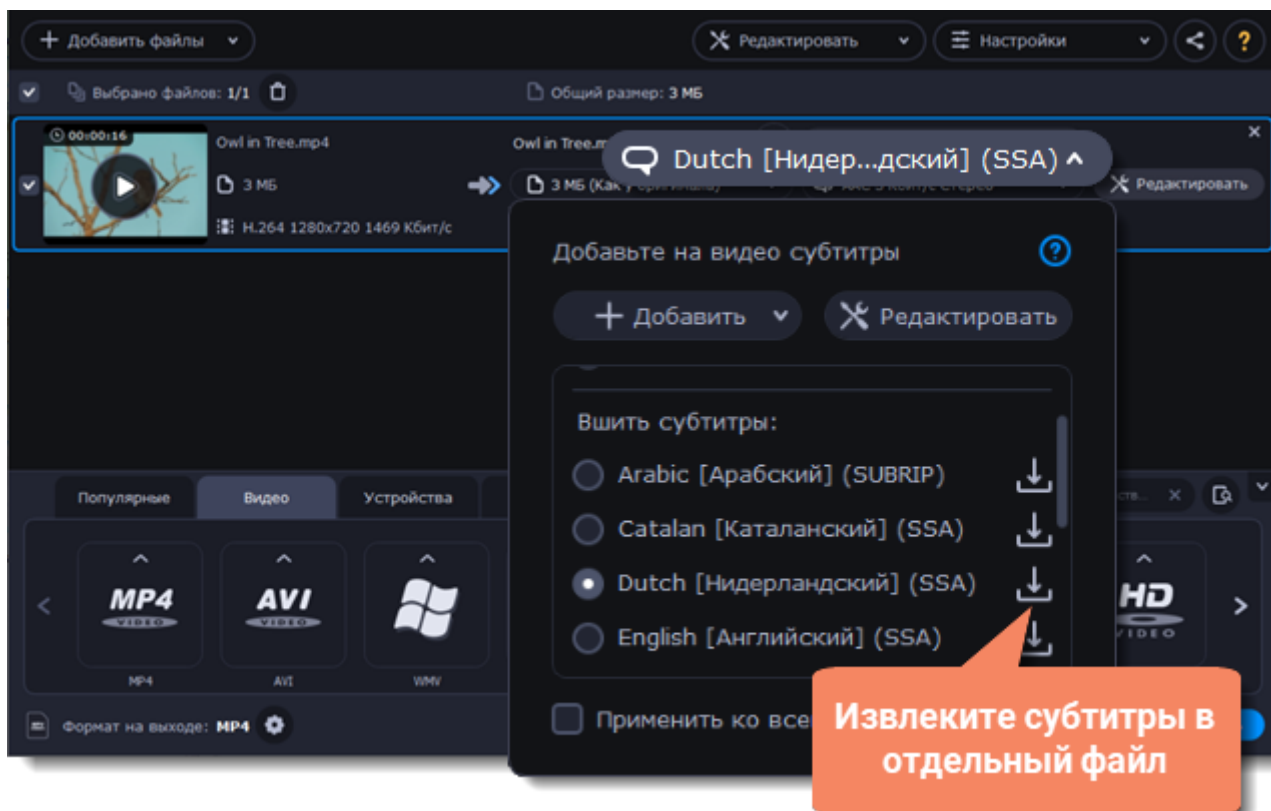 Добавить файлы
Редактировать
Настройки
?
Выбрано файлов: 1/1
Общий размер: 3 МБ
00:00:16
Owl in Tree.mp4
Owl in Tree.m
Dutch [Нидер...дский] (SSA)
3 МБ
3 МБ (Как у оригинала)
Редактировать
H.264 1280x720 1469 Кбит/с
Добавьте на видео субтитры
?
Добавить
Редактировать
Вшить субтитры:
Arabic [Арабский] (SUBRIP)
Catalan [Каталанский] (SSA)
Dutch [Нидерландский] (SSA)
English [Английский] (SSA)
Популярные
Видео
Устройства
MP4
VIDEO
AVI
VIDEO
HD
VIDEO
MP4
AVI
WMV
Применить ко все
Извлеките субтитры в
отдельный файл
Формат на выходе: MP4